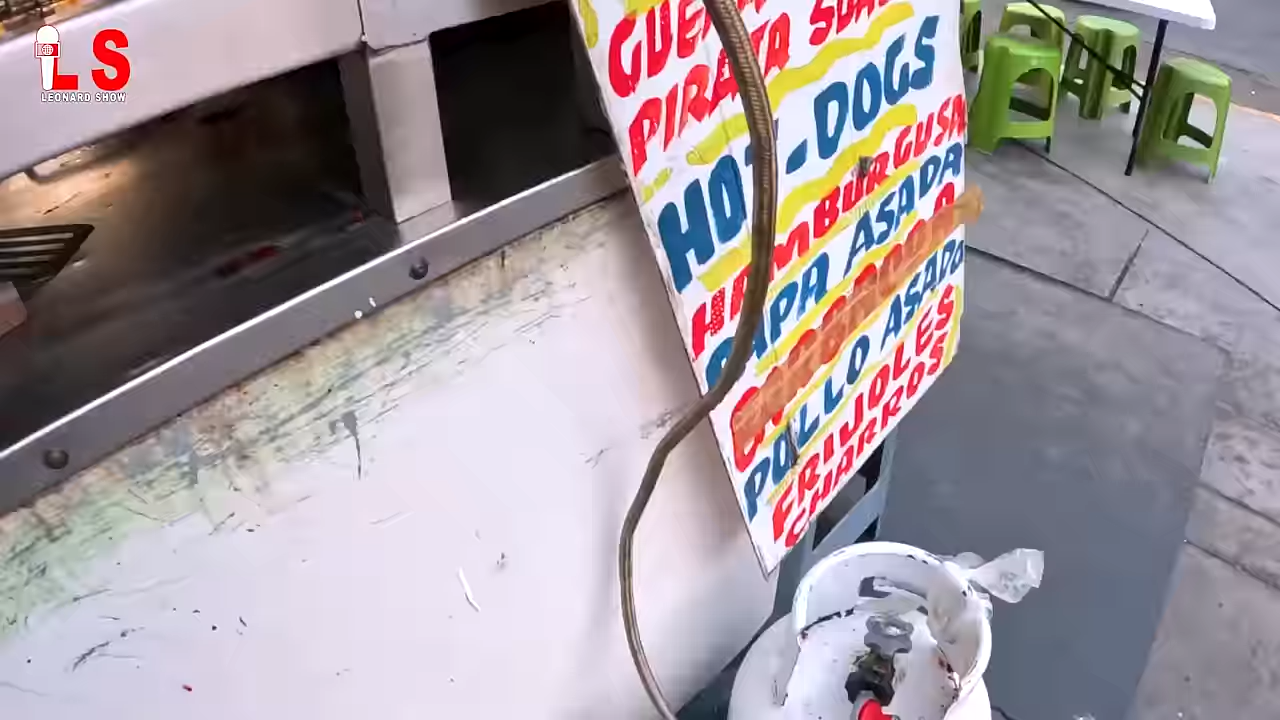 LS
LEONARD SHOW
PIRATA
HOT-DOGS
HAMBURGUSA
PAPA ASADA
POLLO ASADO
FRIJOLES
CHARROS